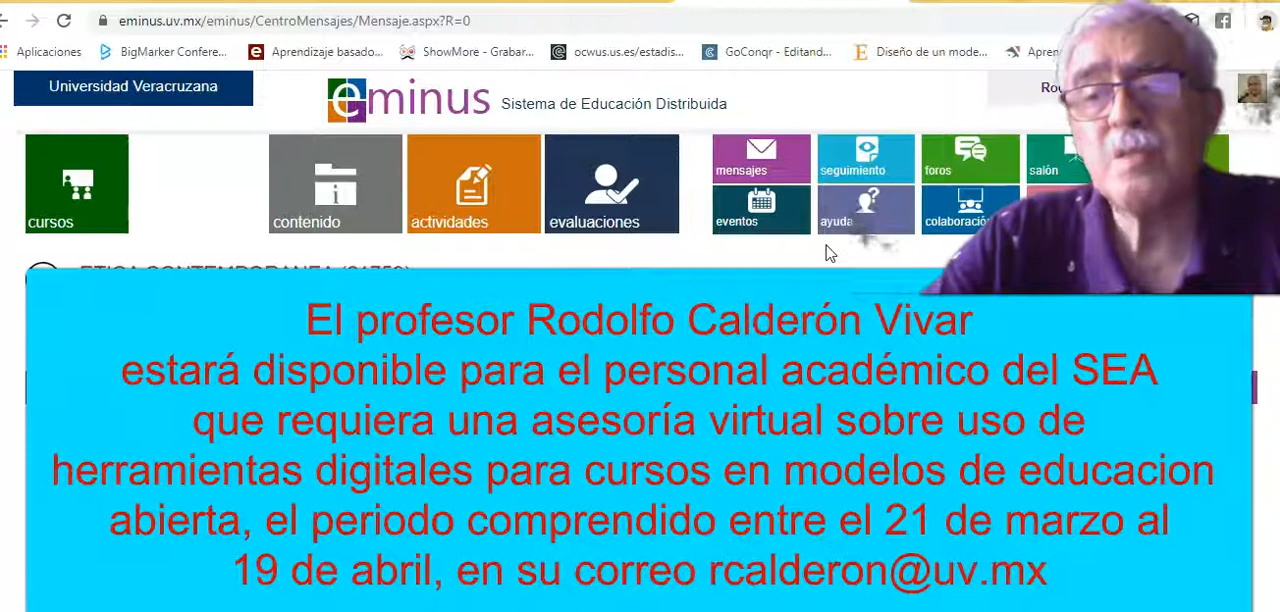 eminus.uv.mx/eminus/CentroMensajes/Mensaje.aspx?R=0
Aplicaciones BigMarker Confere... Aprendizaje basado... ShowMore - Grabar... ocwus.us.es/estadis... GoConqr - Editand... Diseño de un mode...
Universidad Veracruzana
eminus Sistema de Educación Distribuida
mensajes seguimiento foros salón
cursos contenido actividades evaluaciones eventos ayuda colaboració
El profesor Rodolfo Calderón Vivar
estará disponible para el personal académico del SEA
que requiera una asesoría virtual sobre uso de
herramientas digitales para cursos en modelos de educacion
abierta, el periodo comprendido entre el 21 de marzo al
19 de abril, en su correo rcalderon@uv.mx